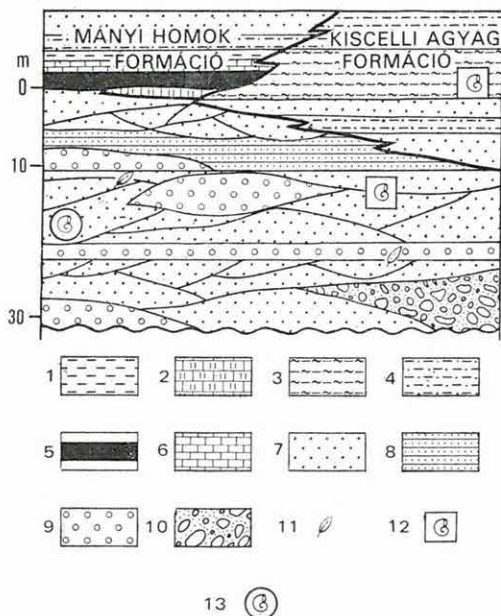 MÁNYI HOMOK KISCELLI AGYAG
m FORMÁCIÓ FORMÁCIÓ
0
10
30
1 2 3 4
5 6 7 8
9 10 11 12
13